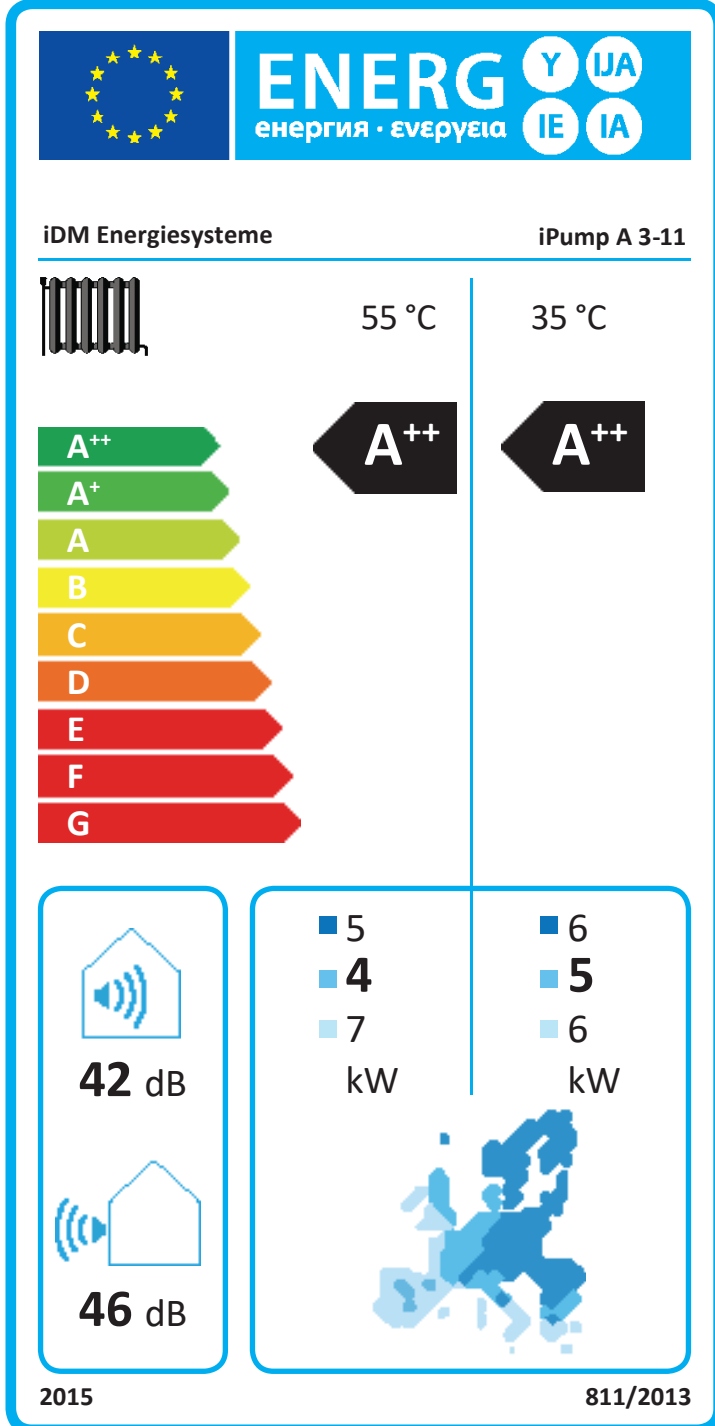 ENERG Y IJA
енергия · ενεργεια IE IA
iDM Energiesysteme iPump A 3-11
55 °C 35 °C
A++ A++ A++
A+
A
B
C
D
E
F
G
5 6
4 5
7 6
kW kW
42 dB
46 dB
2015 811/2013